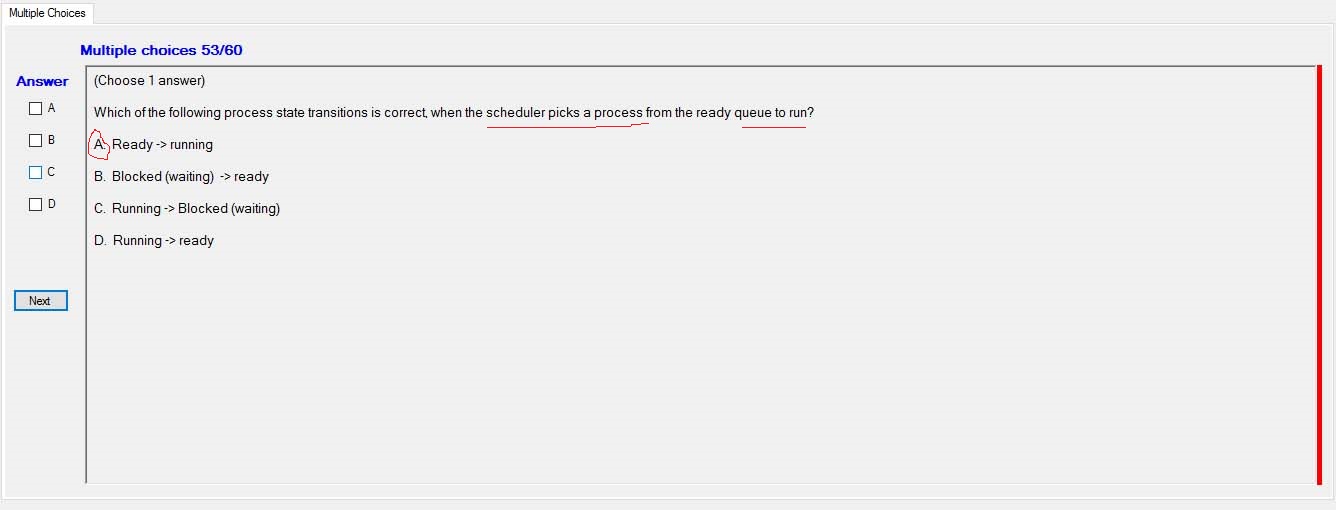 Multiple Choices
Multiple choices 53/60
Answer
(Choose 1 answer)
A
Which of the following process state transitions is correct, when the scheduler picks a process from the ready queue to run?
B
A. Ready -> running
C
B. Blocked (waiting) -> ready
D
C. Running -> Blocked (waiting)
D. Running -> ready
Next